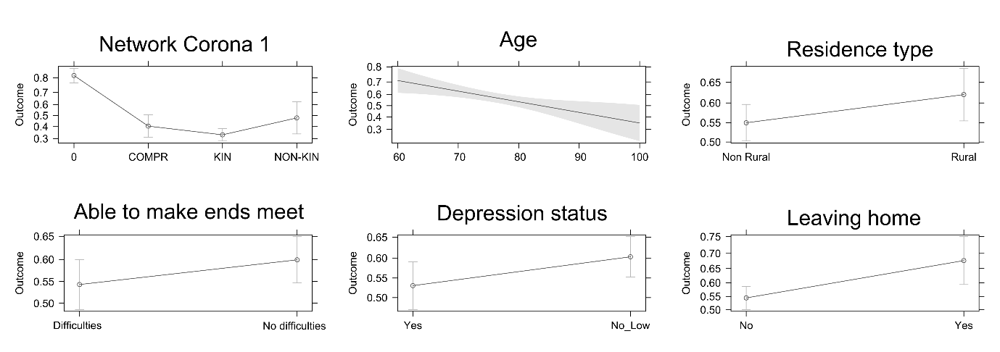 Network Corona 1
Outcome
0.8
0.7
0.6
0.5
0.4
0.3
0 COMPR KIN NON-KIN
Age
Outcome
0.8
0.7
0.6
0.5
0.4
0.3
60 70 80 90 100
Residence type
Outcome
0.65
0.60
0.55
0.50
Non Rural Rural
Able to make ends meet
Outcome
0.65
0.60
0.55
0.50
Difficulties No difficulties
Depression status
Outcome
0.65
0.60
0.55
0.50
Yes No_Low
Leaving home
Outcome
0.75
0.70
0.65
0.60
0.55
0.50
No Yes